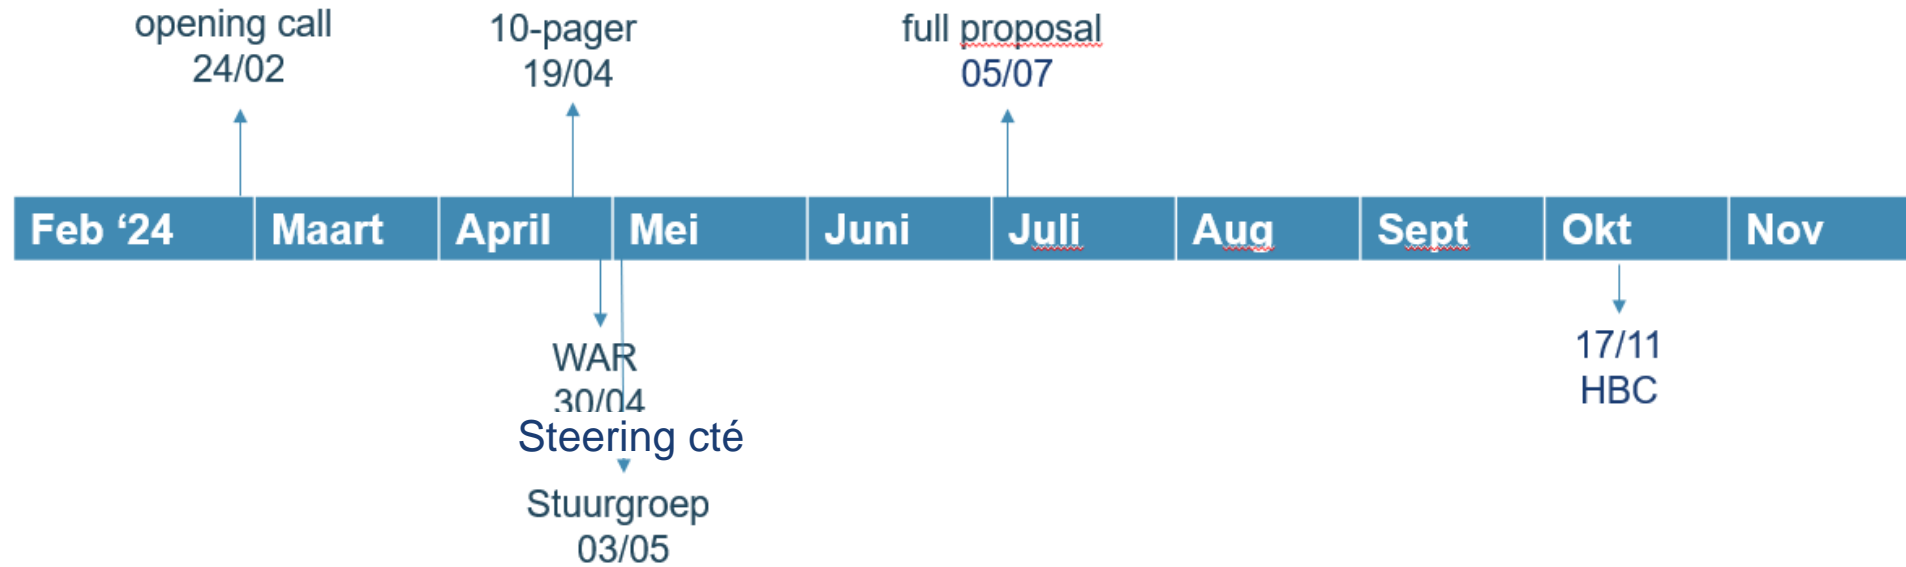 opening call
24/02
10-pager
19/04
full proposal
05/07
Feb ‘24 Maart April Mei Juni Juli Aug Sept Okt Nov
WAR
30/04
Steering cté
Stuurgroep
03/05
17/11
HBC